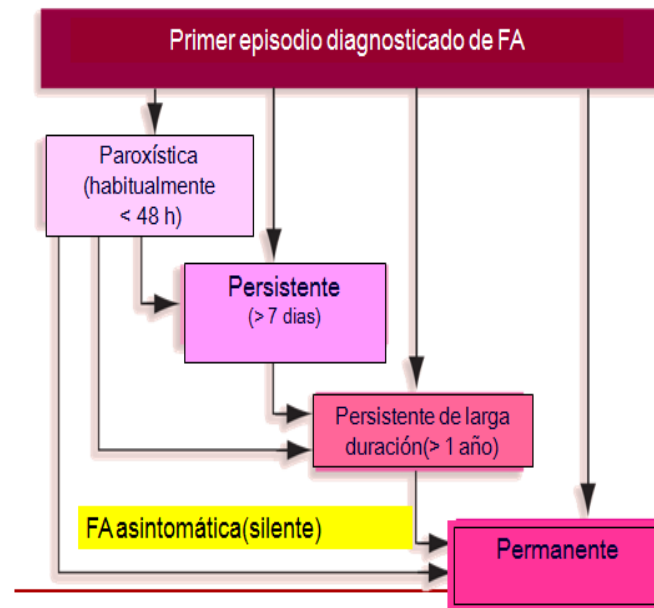 Primer episodio diagnosticado de FA
Paroxística
(habitualmente
< 48 h)
Persistente
(> 7 dias)
Persistente de larga
duración(> 1 año)
FA asintomática(silente)
Permanente